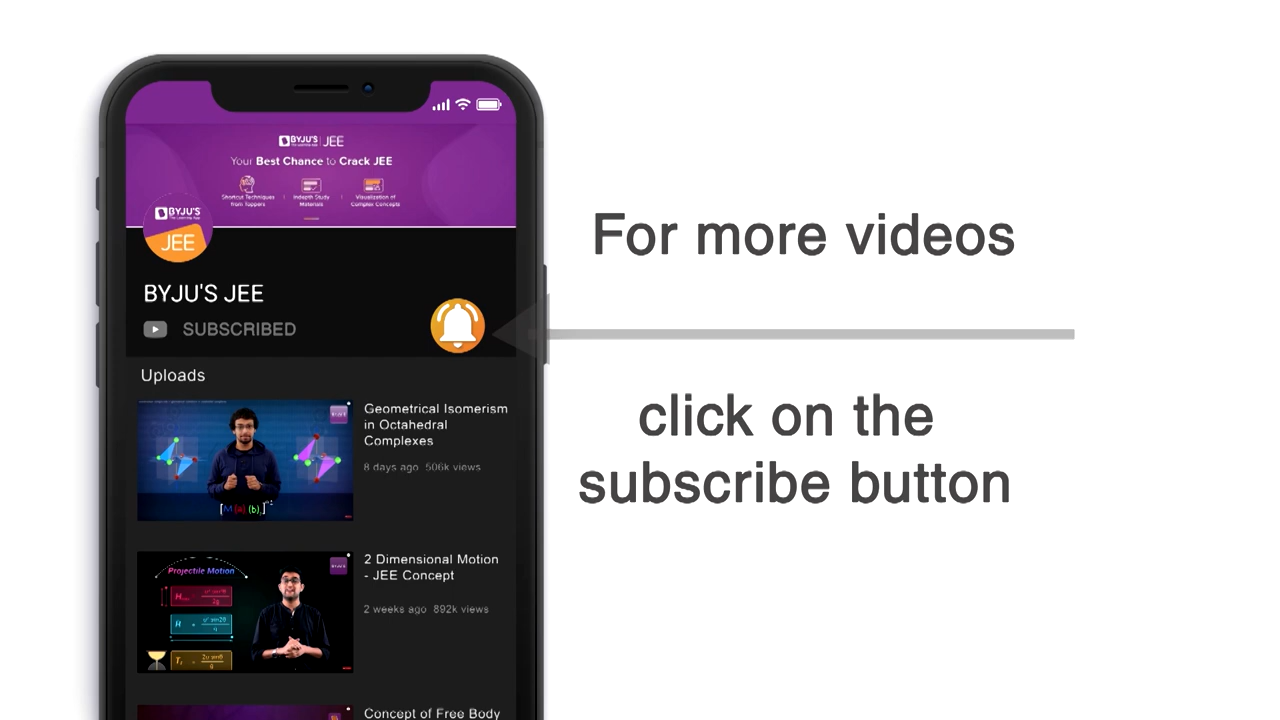 BYJU'S JEE
Your Best Chance to Crack JEE
Shortcut Techniques
from Toppers
Indepth Study
Materials
Visualization of
Complex Concepts
BYJU'S
The Learning App
JEE
BYJU'S JEE
SUBSCRIBED
Uploads
Geometrical Isomerism
in Octahedral
Complexes
8 days ago 506k views
2 Dimensional Motion
- JEE Concept
2 weeks ago 892k views
Projectile Motion
Concept of Free Body
For more videos
click on the
subscribe button